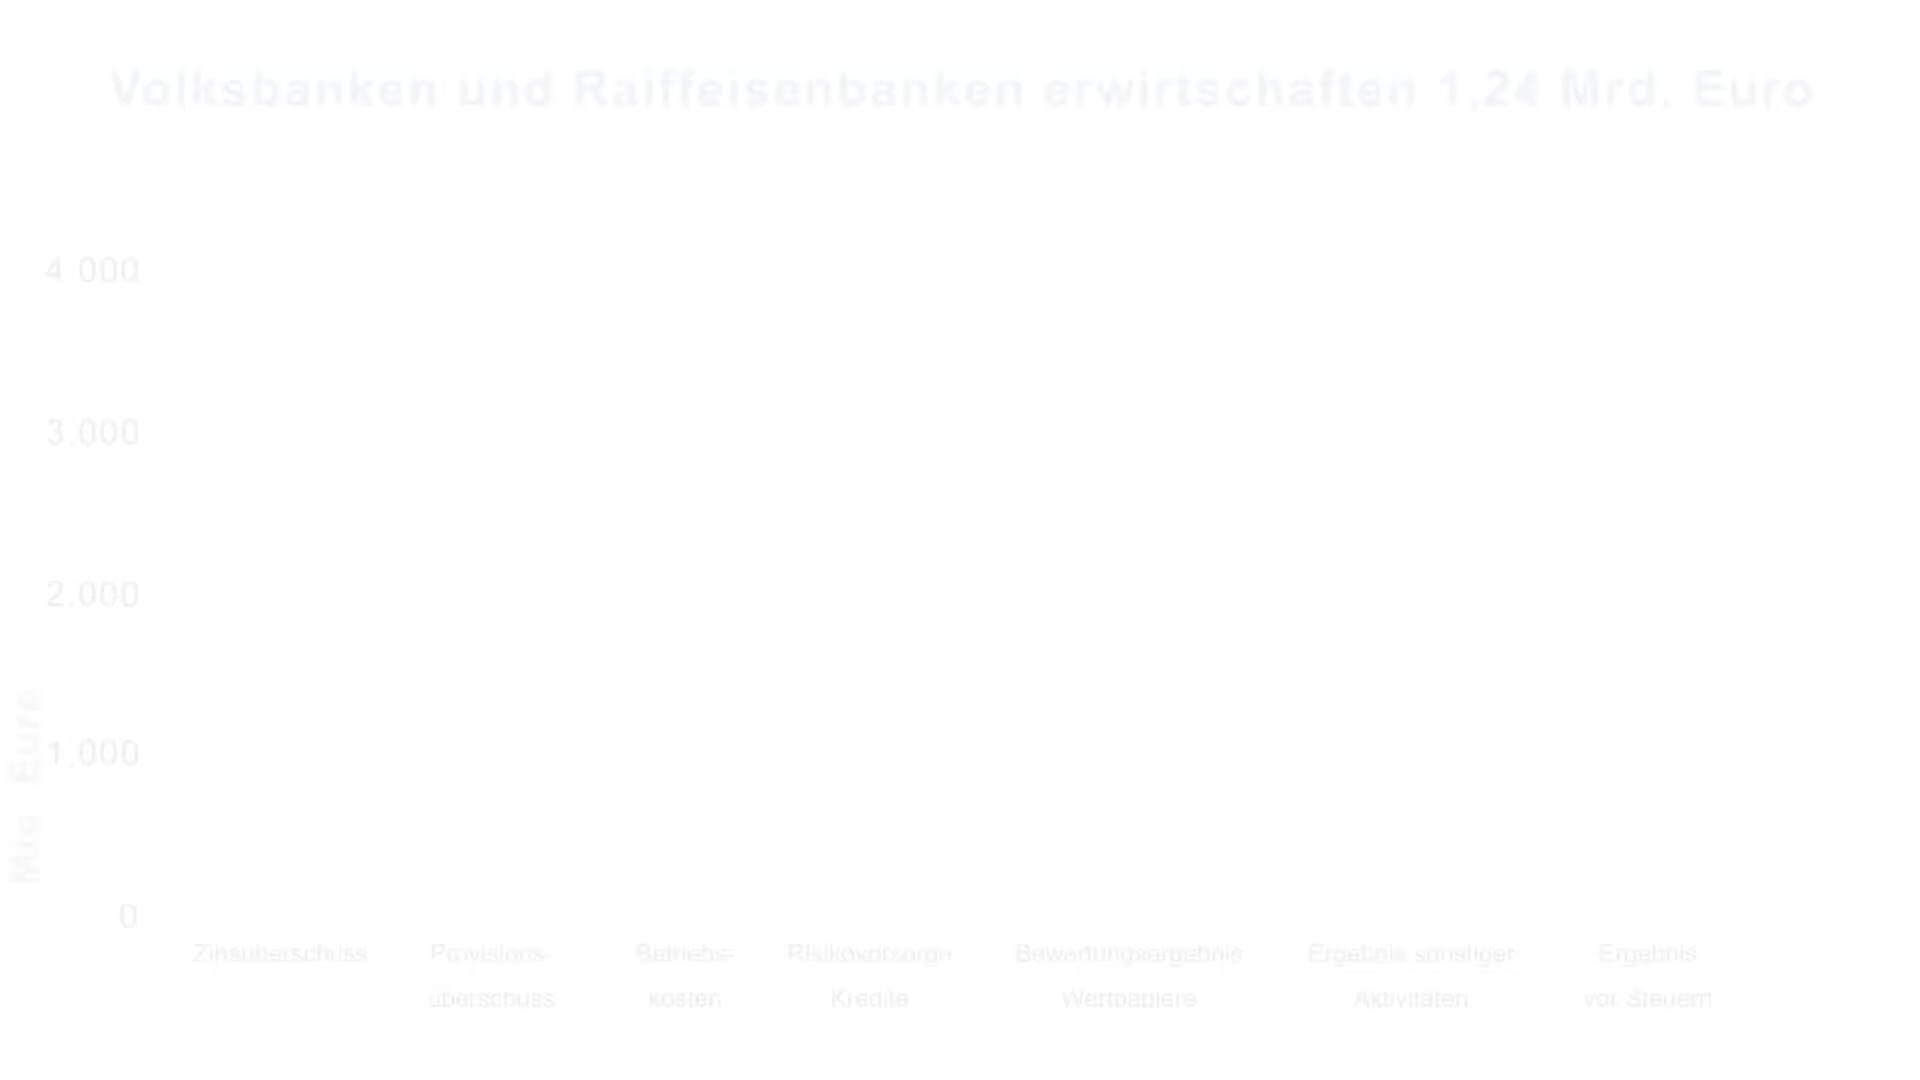 Volksbanken und Raiffeisenbanken erwirtschaften 1,24 Mrd. Euro
4.000
3.000
2.000
1.000
0
Mio. Euro
Zinsüberschuss
Provisions-
überschuss
Betriebs-
kosten
Risikovorsorge
Kredite
Bewertungsergebnis
Wertpapiere
Ergebnis sonstiger
Aktivitäten
Ergebnis
vor Steuern